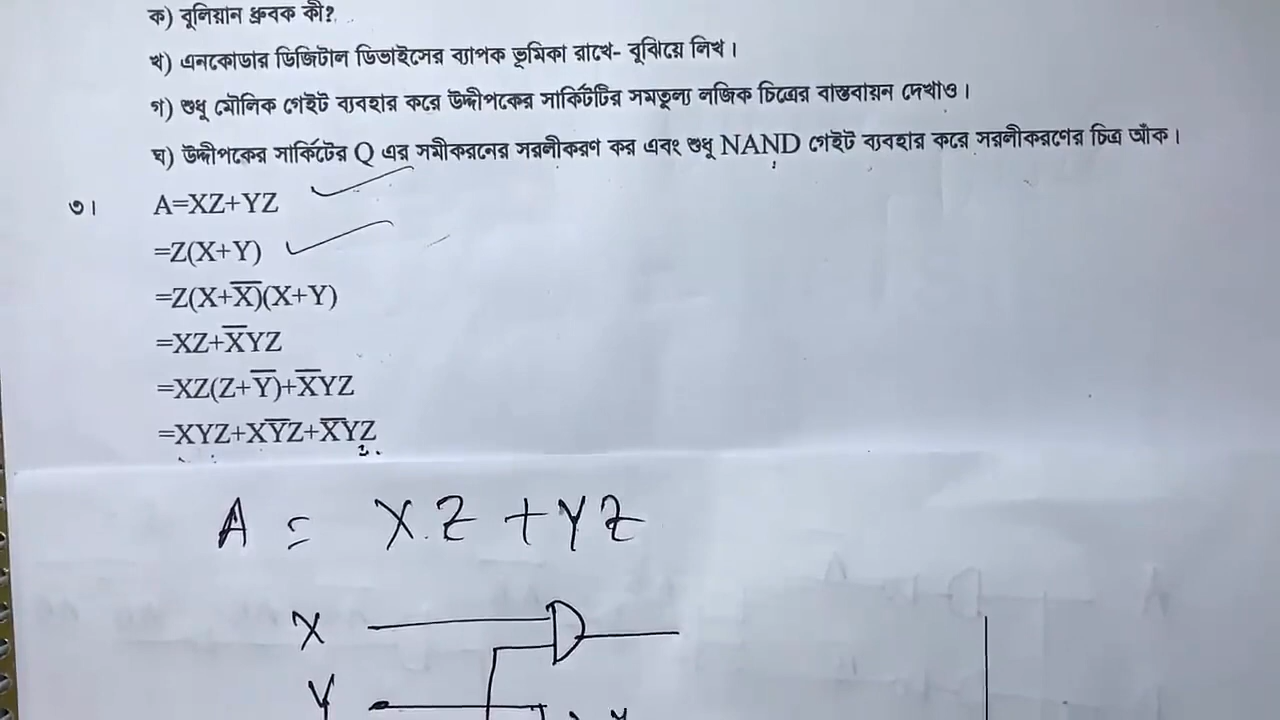 ক) বুলিয়ান ধ্রুবক কী?
খ) এনকোডার ডিজিটাল ডিভাইসের ব্যাপক ভূমিকা রাখে- বুঝিয়ে লিখ।
গ) শুধু মৌলিক গেইট ব্যবহার করে উদ্দীপকের সার্কিটটির সমতুল্য লজিক চিত্রের বাস্তবায়ন দেখাও।
ঘ) উদ্দীপকের সার্কিটের Q এর সমীকরনের সরলীকরণ কর এবং শুধু NAND গেইট ব্যবহার করে সরলীকরণের চিত্র আঁক।
৩। A=XZ+YZ
=Z(X+Y)
=Z(X+X̅)(X+Y)
=XZ+X̅YZ
=XZ(Z+Y̅)+X̅YZ
=XYZ+XY̅Z+X̅YZ
A = X.Z +YZ
X
Y